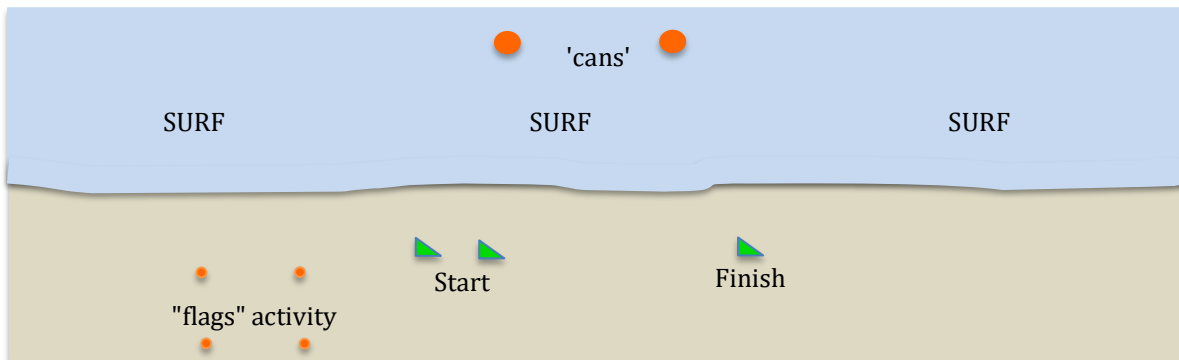 'cans'
SURF SURF SURF
Start Finish
"flags" activity